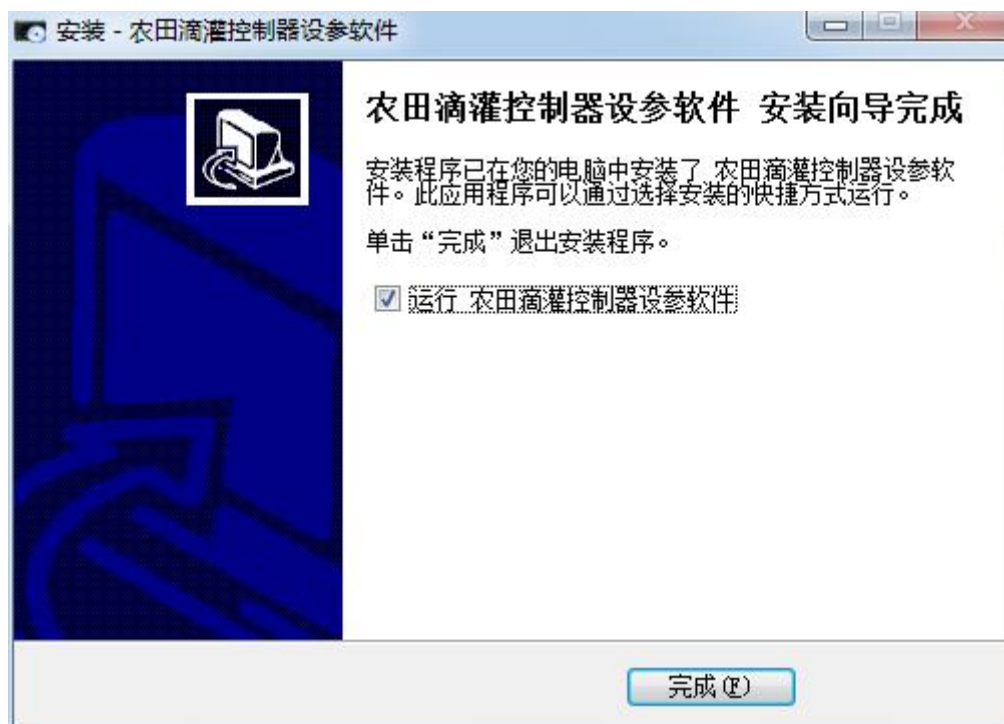 安装 - 农田滴灌控制器设参软件
农田滴灌控制器设参软件 安装向导完成
安装程序已在您的电脑中安装了 农田滴灌控制器设参软
件。此应用程序可以通过选择安装的快捷方式运行。
单击“完成”退出安装程序。
运行 农田滴灌控制器设参软件
完成(F)